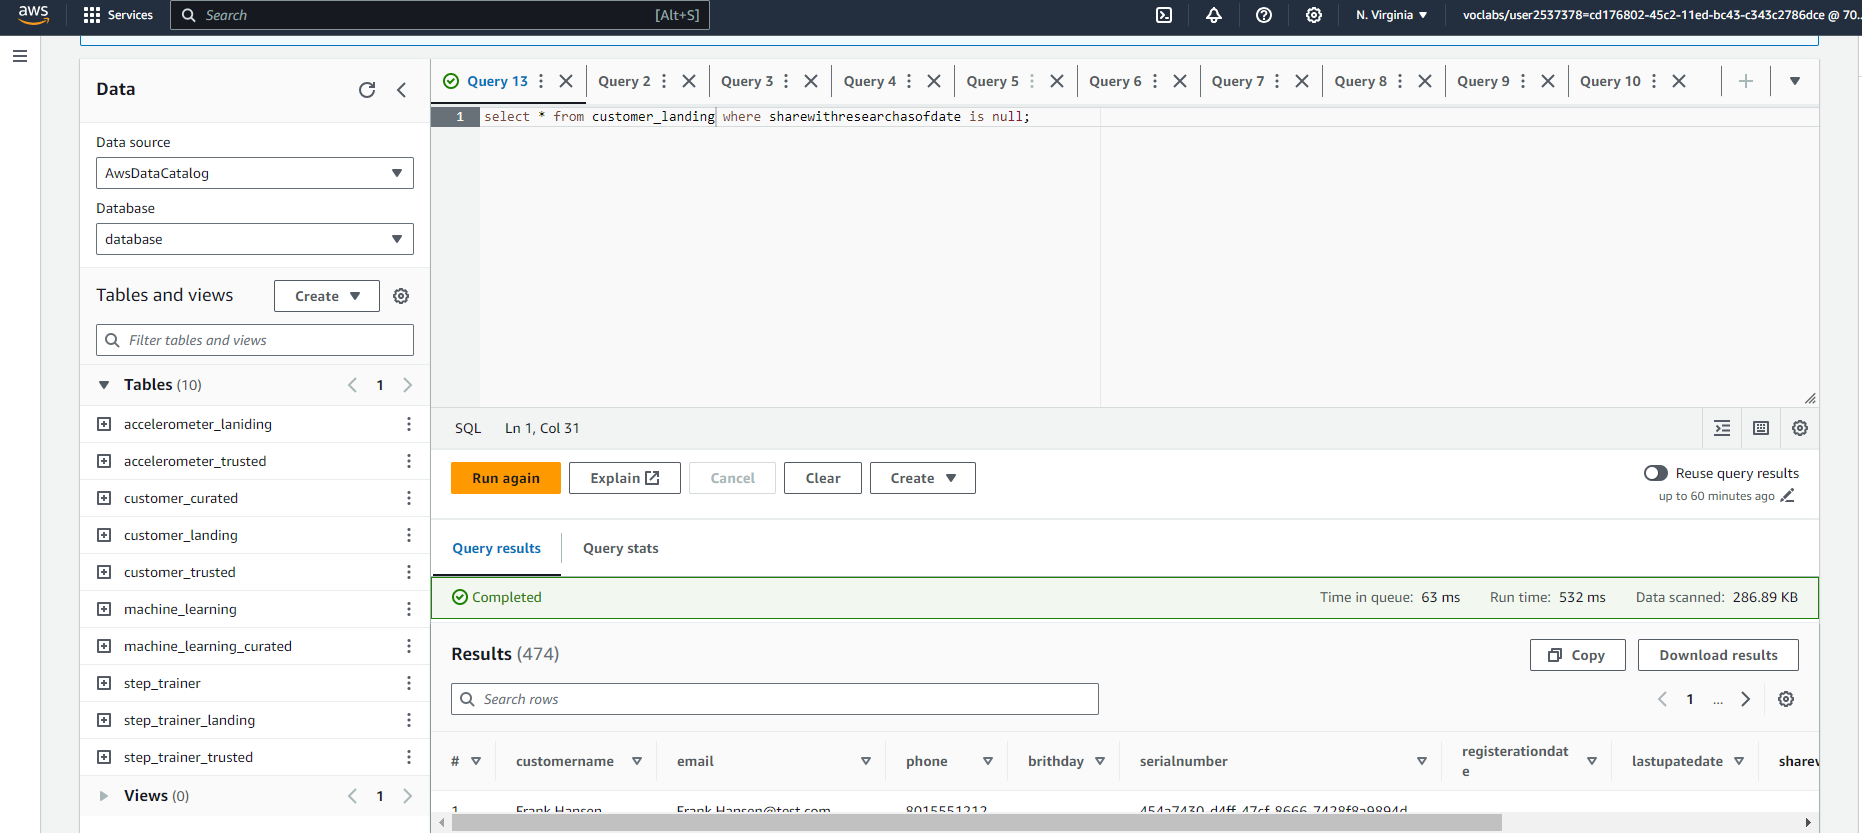 aws
Services
Search
[Alt+S]
N. Virginia
voclabs/user2537378=cd176802-45c2-11ed-bc43-c343c2786dce @ 70...
Data
Data source
AwsDataCatalog
Database
database
Tables and views
Create
Filter tables and views
Tables (10)
1
accelerometer_laniding
accelerometer_trusted
customer_curated
customer_landing
customer_trusted
machine_learning
machine_learning_curated
step_trainer
step_trainer_landing
step_trainer_trusted
Views (0)
1
Query 13
Query 2
Query 3
Query 4
Query 5
Query 6
Query 7
Query 8
Query 9
Query 10
1 select * from customer_landing where sharewithresearchasofdate is null;
SQL Ln 1, Col 31
Run again
Explain
Cancel
Clear
Create
Reuse query results
up to 60 minutes ago
Query results
Query stats
Completed
Time in queue: 63 ms
Run time: 532 ms
Data scanned: 286.89 KB
Results (474)
Copy
Download results
Search rows
1 ...
#
customername
email
phone
brithday
serialnumber
registerationdat
e
lastupatedate
sharew
1
Frank Hansen
Frank.Hansen@test.com
8015551212
454a7430-d4ff-47cf-8666-7428f8a9894d